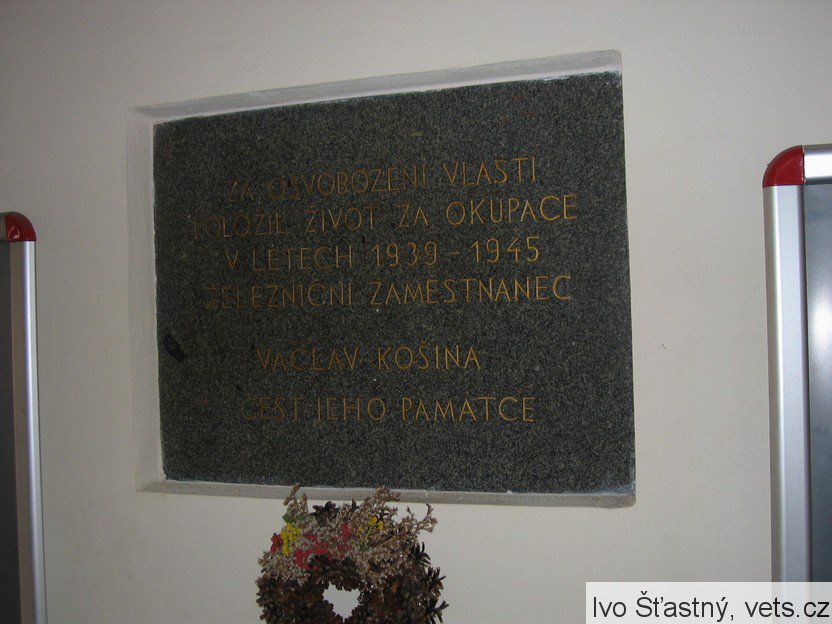 ZA OSVOBOZENÍ VLASTI
POLOŽIL ŽIVOT ZA OKUPACE
V LETECH 1939 – 1945
ŽELEZNIČNÍ ZAMĚSTNANEC
VÁCLAV KOŠINA
ČEST JEHO PAMÁTCE
Ivo Šťastný, vets.cz